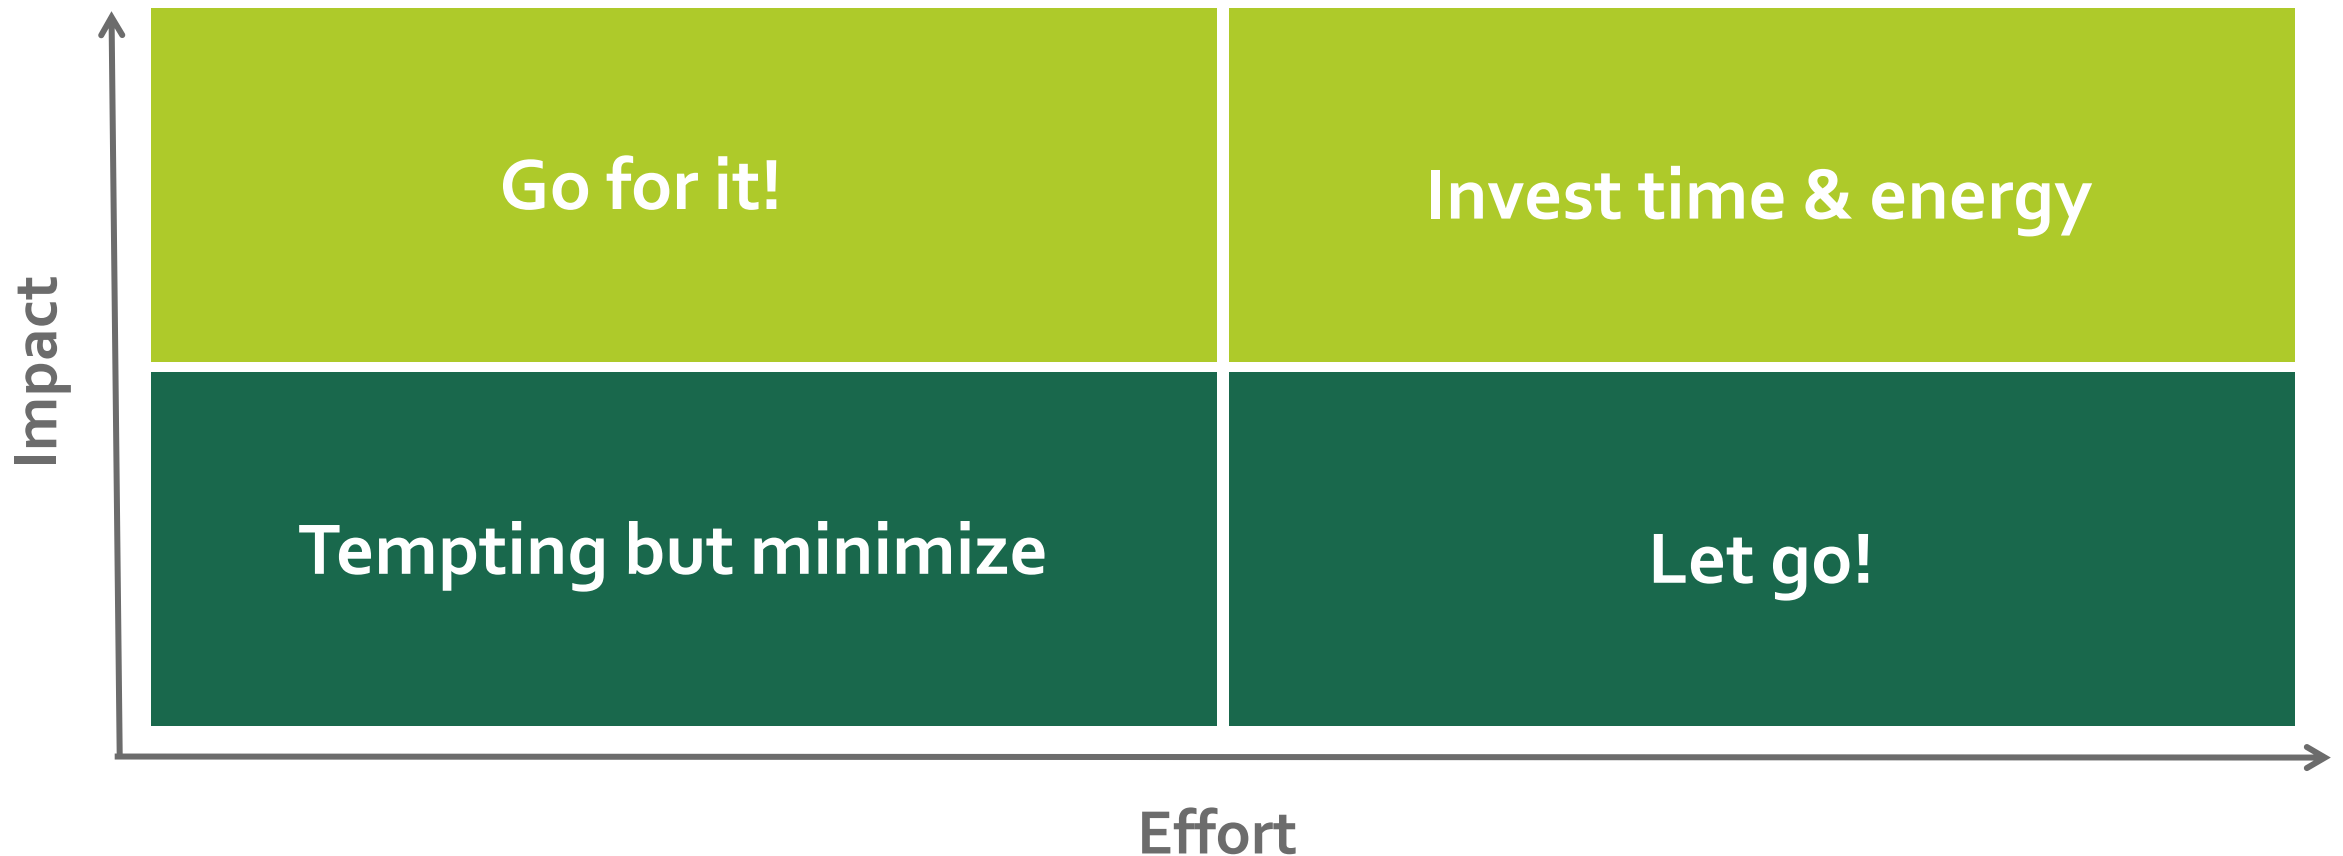 Impact
Go for it!
Invest time & energy
Tempting but minimize
Let go!
Effort